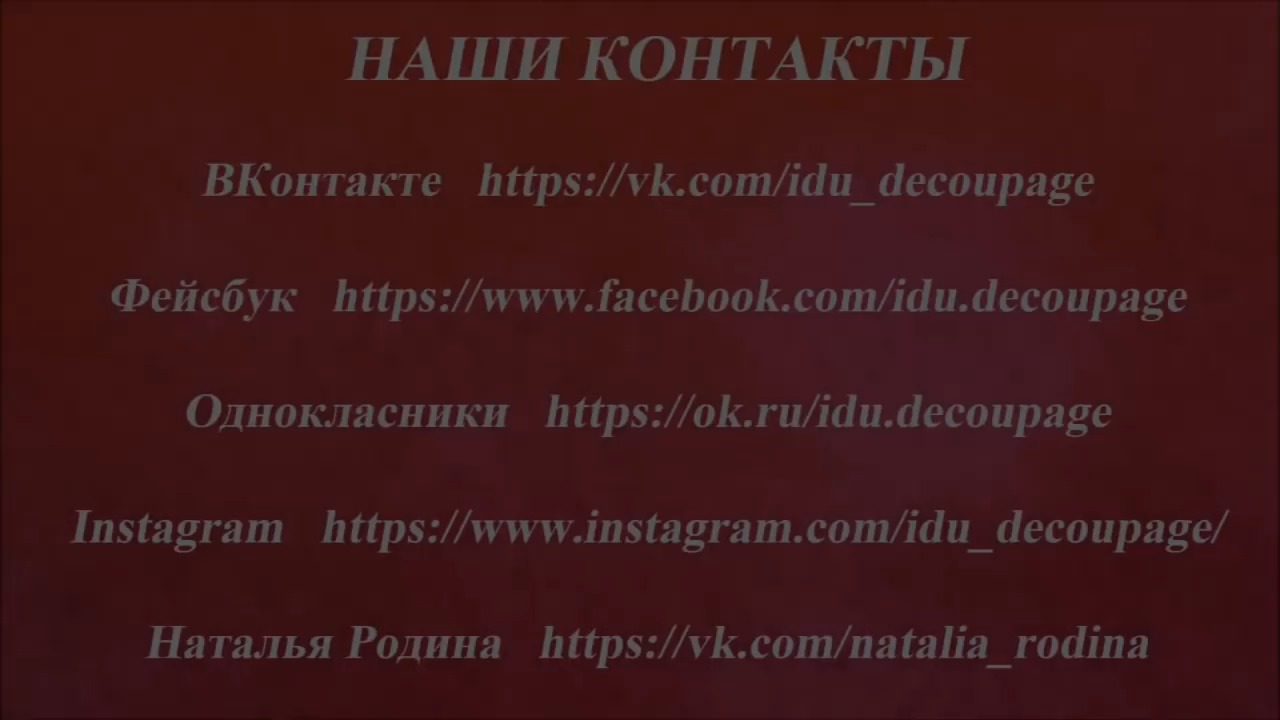 НАШИ КОНТАКТЫ
ВКонтакте https://vk.com/idu_decoupage
Фейсбук https://www.facebook.com/idu.decoupage
Однокласники https://ok.ru/idu.decoupage
Instagram https://www.instagram.com/idu_decoupage/
Наталья Родина https://vk.com/natalia_rodina